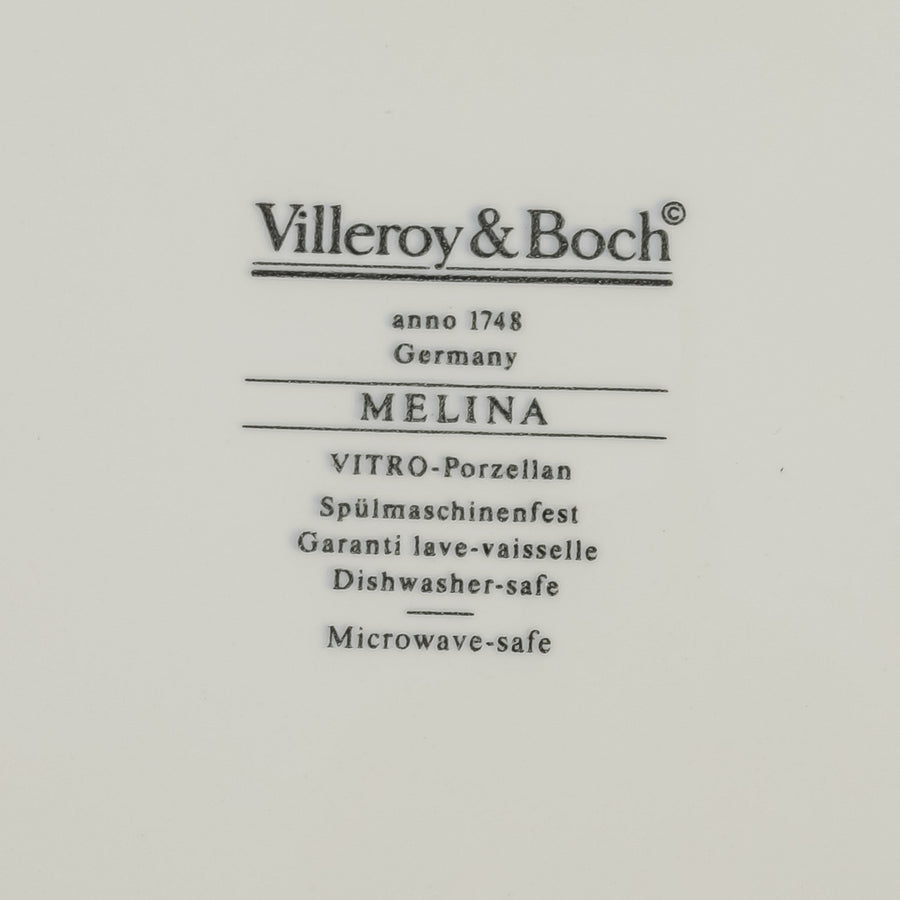 Villeroy & Boch©
anno 1748
Germany
MELINA
VITRO-Porzellan
Spülmaschinenfest
Garanti lave-vaisselle
Dishwasher-safe
Microwave-safe